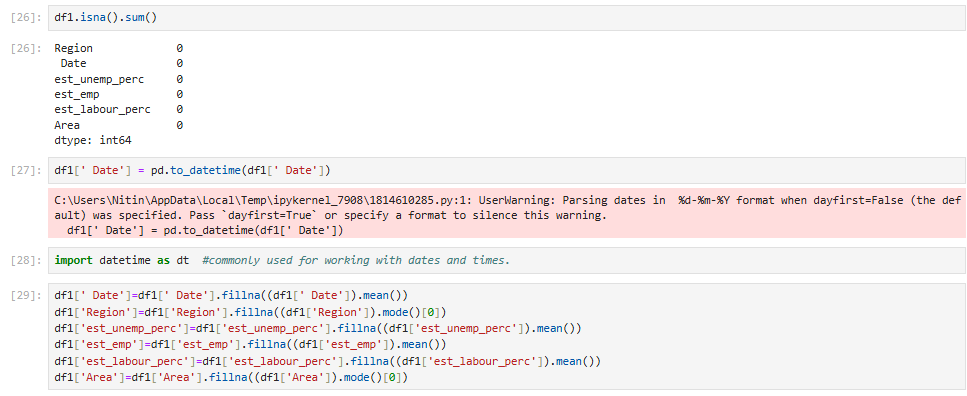 [26]: df1.isna().sum()
[26]: Region 0
Date 0
est_unemp_perc 0
est_emp 0
est_labour_perc 0
Area 0
dtype: int64
[27]: df1[' Date'] = pd.to_datetime(df1[' Date'])
C:\Users\Nitin\AppData\Local\Temp\ipykernel_7908\1814610285.py:1: UserWarning: Parsing dates in  %d-%m-%Y format when dayfirst=False (the def
ault) was specified. Pass `dayfirst=True` or specify a format to silence this warning.
df1[' Date'] = pd.to_datetime(df1[' Date'])
[28]: import datetime as dt  #commonly used for working with dates and times.
[29]: df1[' Date']=df1[' Date'].fillna((df1[' Date']).mean())
df1['Region']=df1['Region'].fillna((df1['Region']).mode()[0])
df1['est_unemp_perc']=df1['est_unemp_perc'].fillna((df1['est_unemp_perc']).mean())
df1['est_emp']=df1['est_emp'].fillna((df1['est_emp']).mean())
df1['est_labour_perc']=df1['est_labour_perc'].fillna((df1['est_labour_perc']).mean())
df1['Area']=df1['Area'].fillna((df1['Area']).mode()[0])